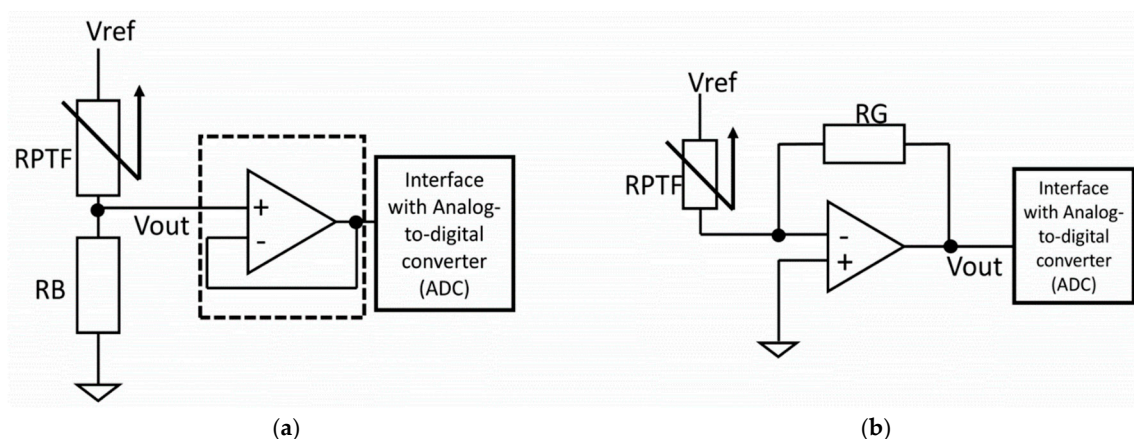 Vref
RPTF
Vout
RB
+
-
Interface
with Analog-
to-digital
converter
(ADC)
(a)
Vref
RPTF
RG
-
+
Vout
Interface
with Analog-
to-digital
converter
(ADC)
(b)